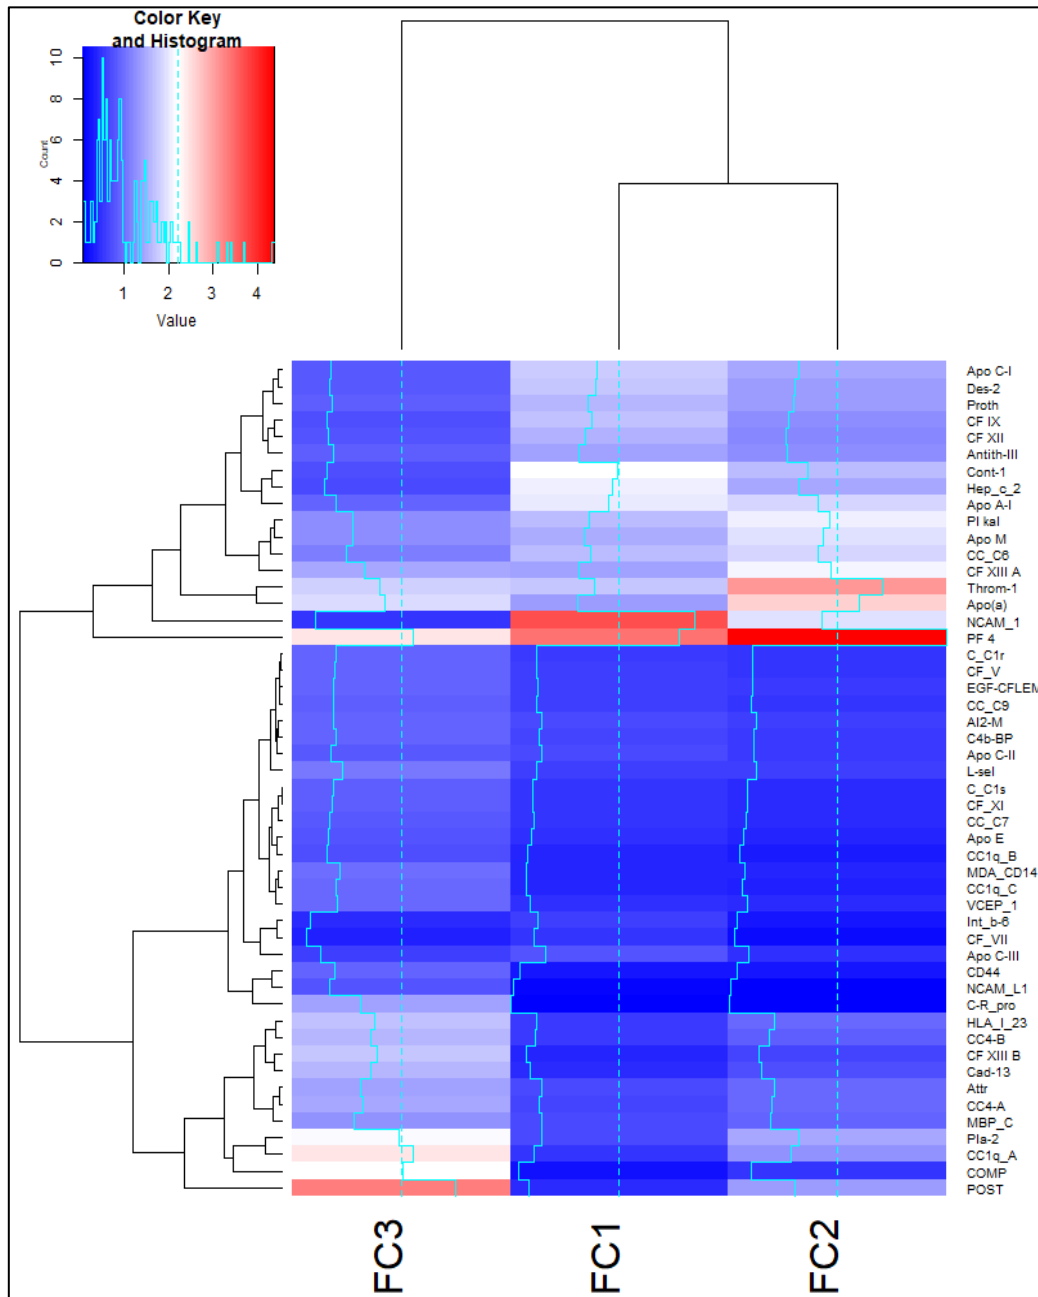 Color Key
and Histogram
Count
0 2 4 6 8 10
1 2 3 4
Value
Apo C-I
Des-2
Proth
CF IX
CF XII
Antith-III
Cont-1
Hep_c_2
Apo A-I
Pl kal
Apo M
CC_C6
CF XIII A
Throm-1
Apo(a)
NCAM_1
PF 4
C_C1r
CF_V
EGF-CFLEM
CC_C9
Al2-M
C4b-BP
Apo C-II
L-sel
C_C1s
CF_XI
CC_C7
Apo E
CC1q_B
MDA_CD14
CC1q_C
VCEP_1
Int_b-6
CF_VII
Apo C-III
CD44
NCAM_L1
C-R_pro
HLA_I_23
CC4-B
CF XIII B
Cad-13
Attr
CC4-A
MBP_C
Pla-2
CC1q_A
COMP
POST
FC3
FC1
FC2